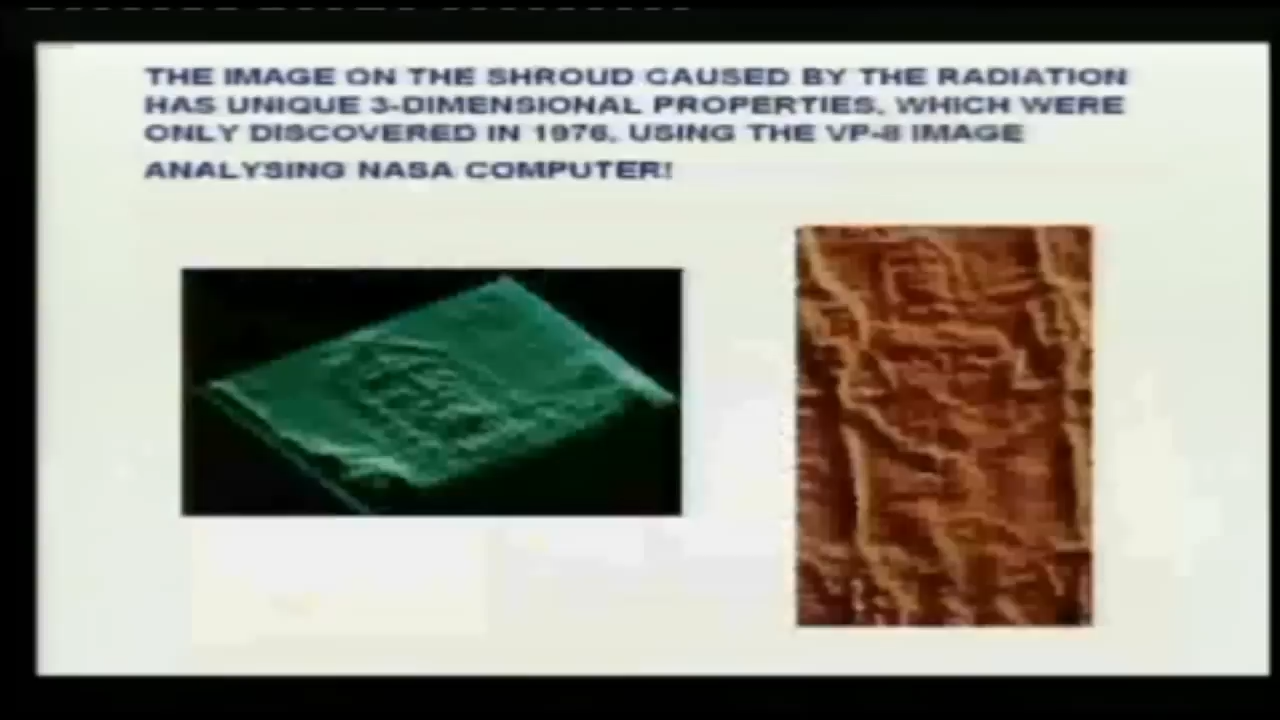 THE IMAGE ON THE SHROUD CAUSED BY THE RADIATION
HAS UNIQUE 3-DIMENSIONAL PROPERTIES, WHICH WERE
ONLY DISCOVERED IN 1976, USING THE VP-8 IMAGE
ANALYSING NASA COMPUTER!